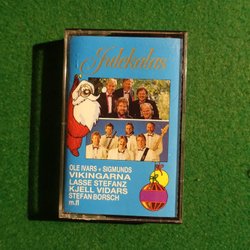 Julekalas
OLE IVARS • SIGMUNDS
VIKINGARNA
LASSE STEFANZ
KJELL VIDARS
STEFAN BORSCH
m.fl